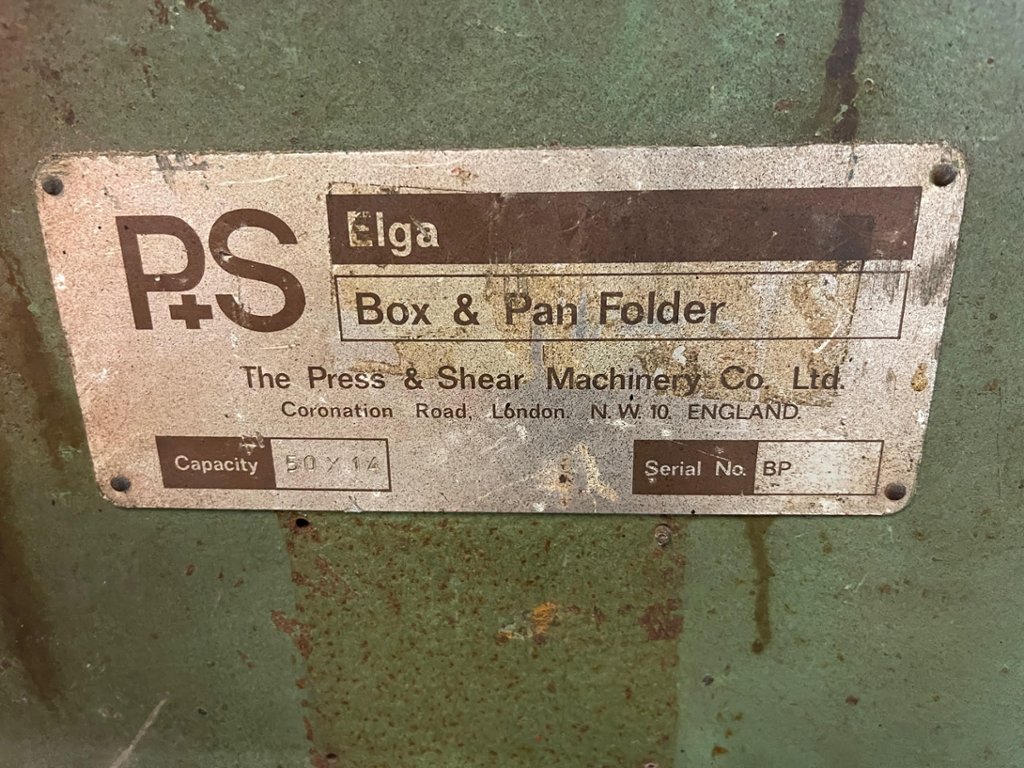 P+S
Elga
Box & Pan Folder
The Press & Shear Machinery Co. Ltd.
Coronation Road, London. N.W.10. ENGLAND.
Capacity 50 X 14
Serial No. BP